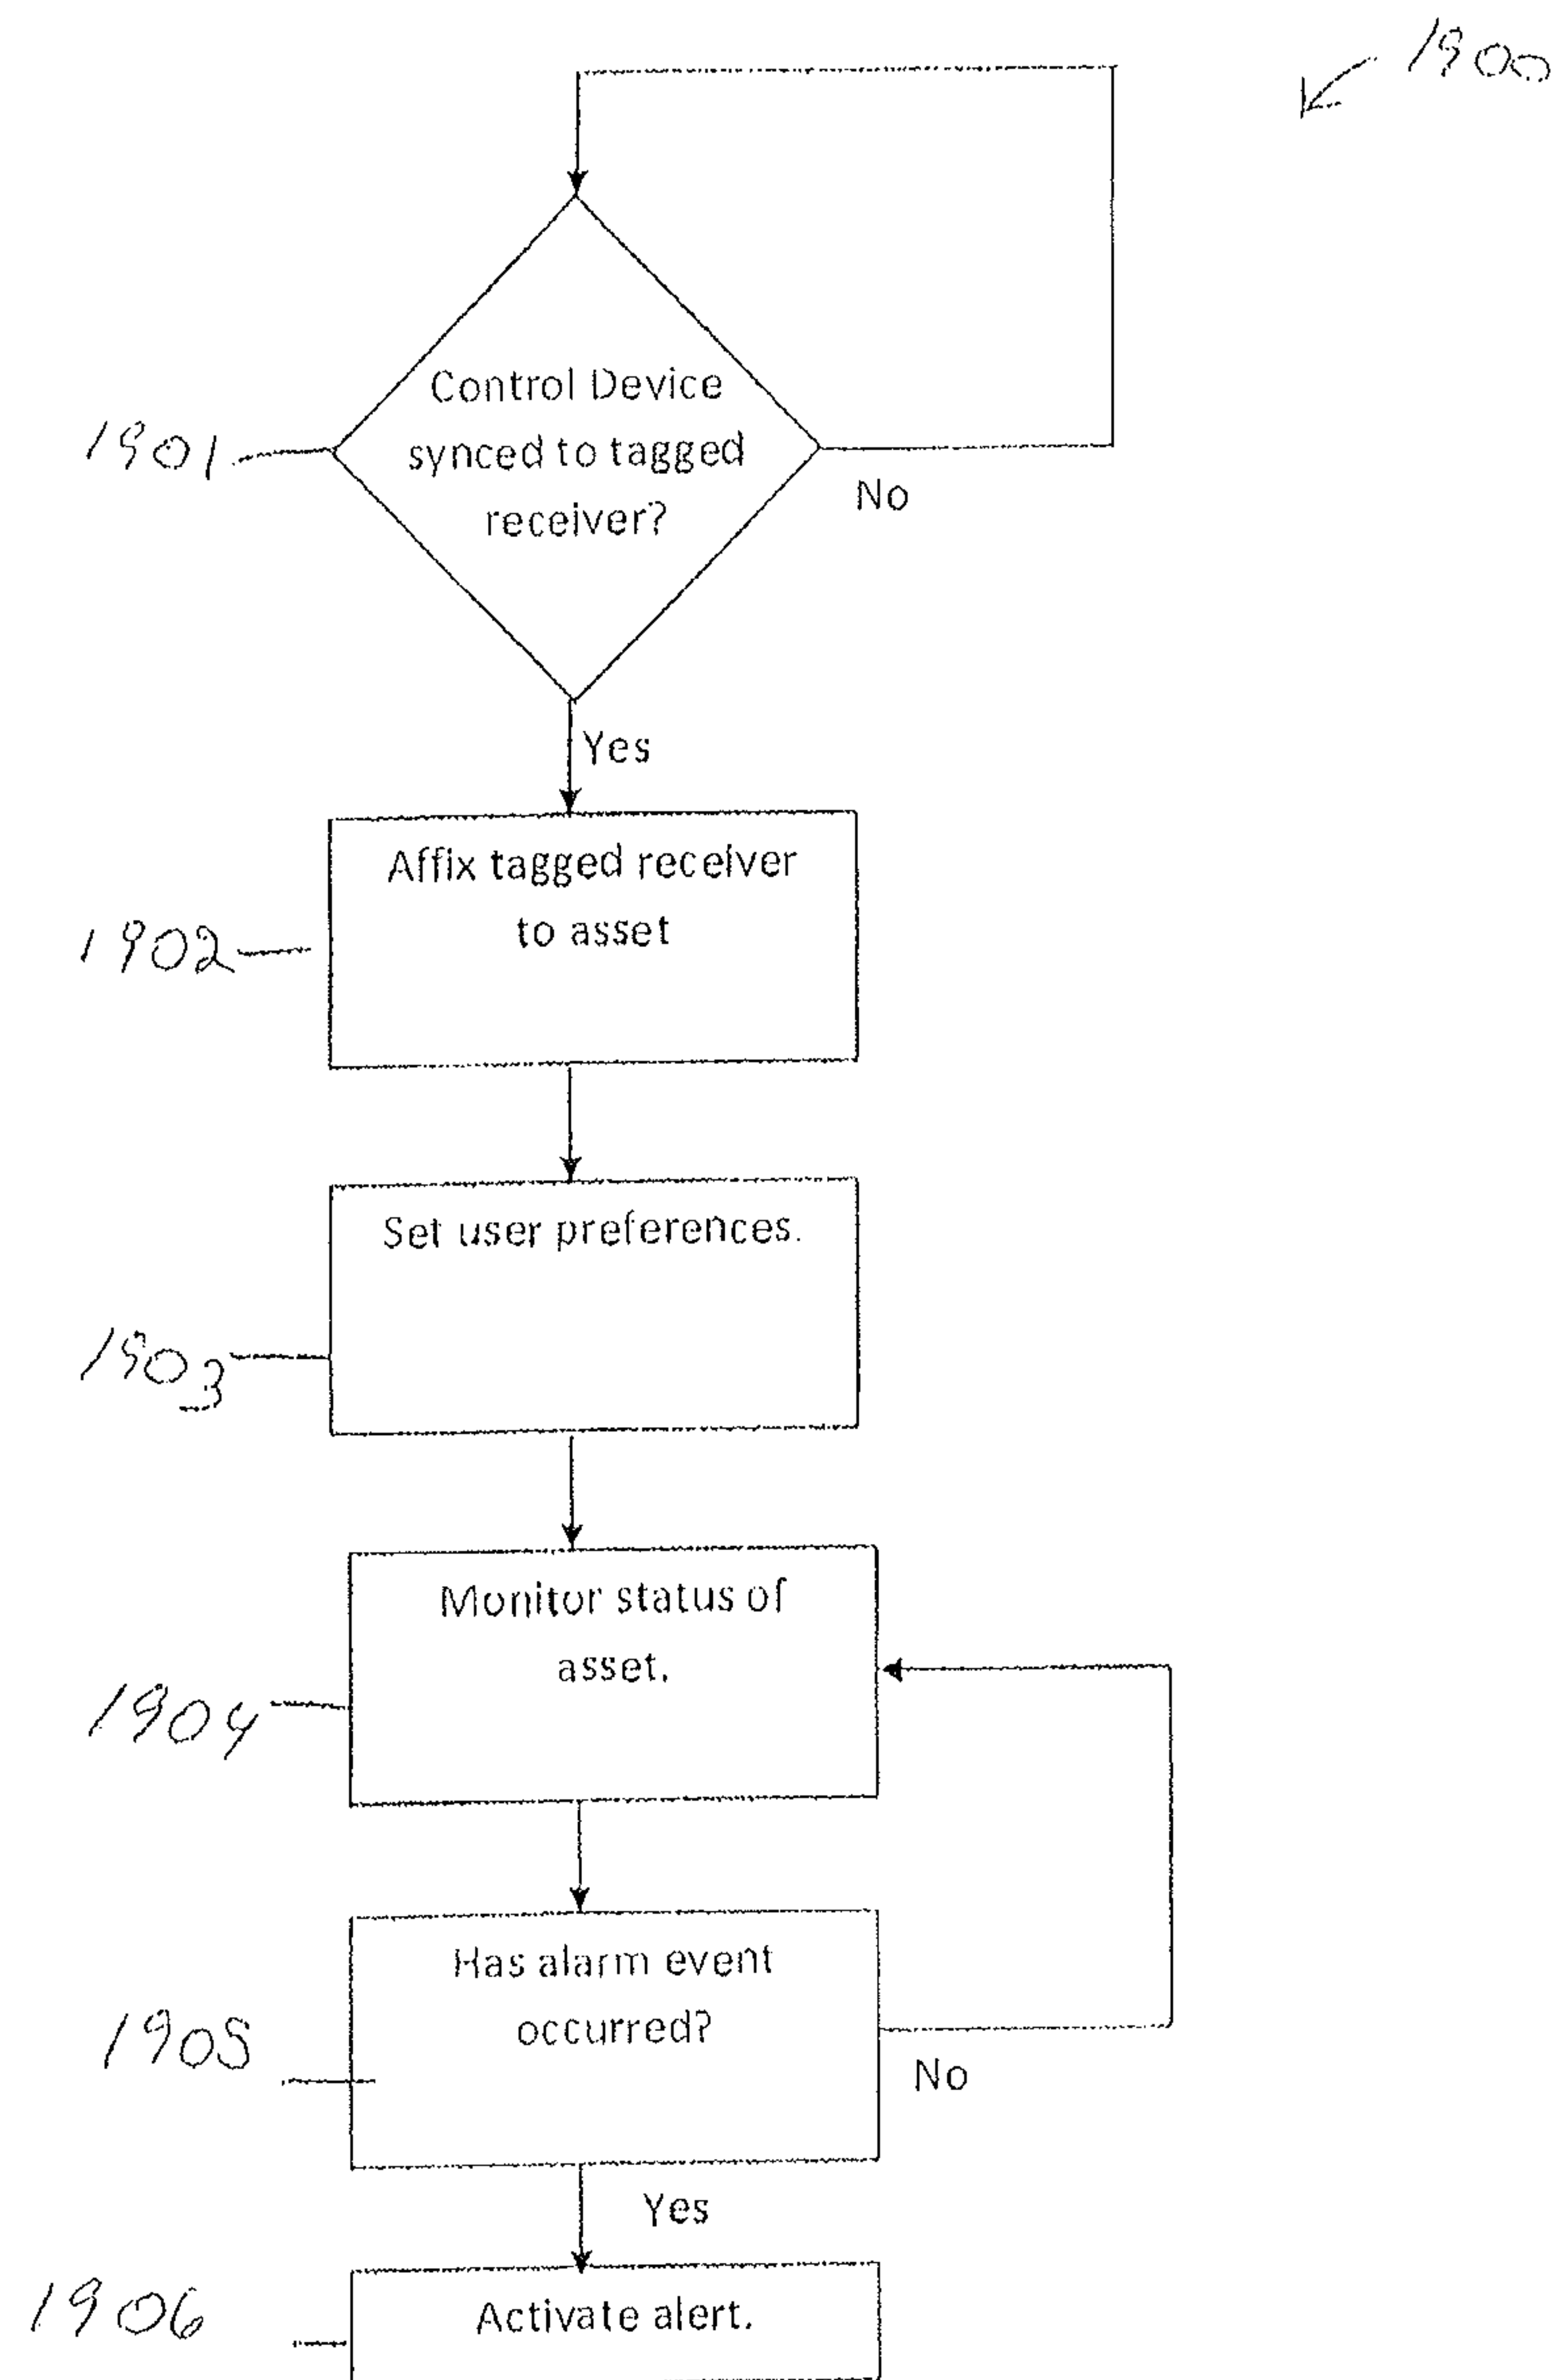 1900
Control Device
synced to tagged
receiver?
1901
No
Yes
Affix tagged receiver
to asset
1902
Set user preferences.
1903
Monitor status of
asset.
1904
Has alarm event
occurred?
1905
No
Yes
Activate alert.
1906